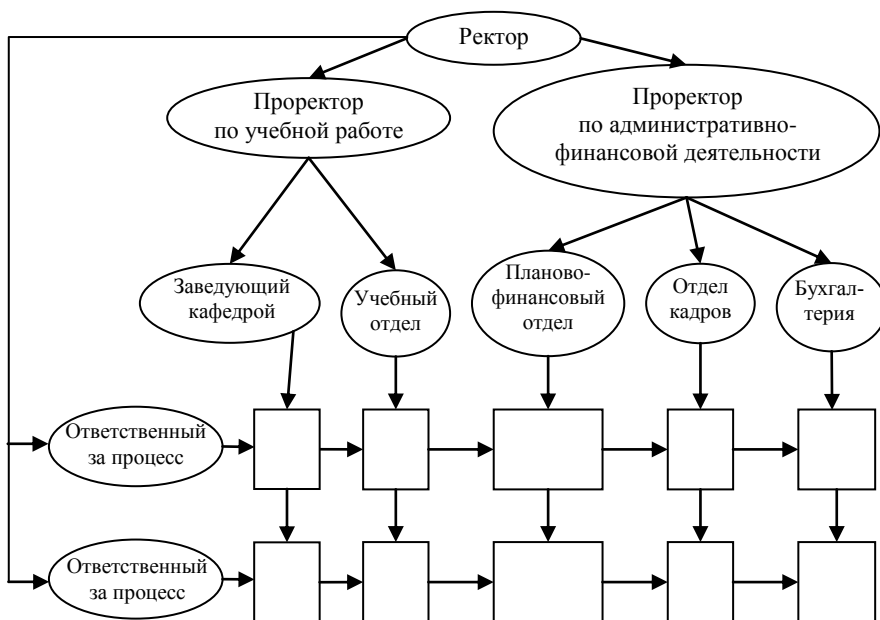 Ректор
Проректор
по учебной работе
Проректор
по административно-
финансовой деятельности
Заведующий
кафедрой
Учебный
отдел
Планово-
финансовый
отдел
Отдел
кадров
Бухгал-
терия
Ответственный
за процесс
Ответственный
за процесс